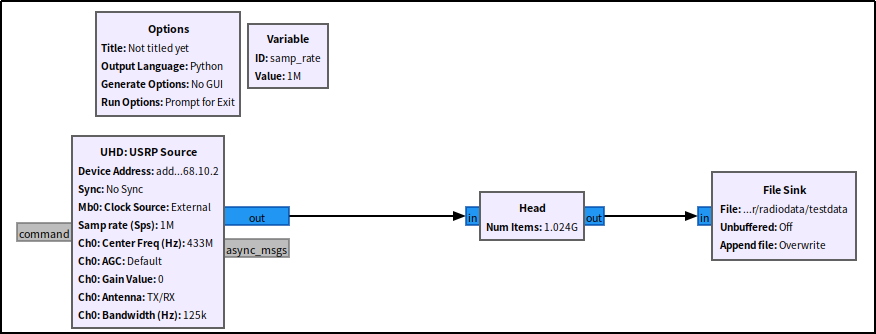 Options
Title: Not titled yet
Output Language: Python
Generate Options: No GUI
Run Options: Prompt for Exit
Variable
ID: samp_rate
Value: 1M
UHD: USRP Source
Device Address: add...68.10.2
Sync: No Sync
Mb0: Clock Source: External
Samp rate (Sps): 1M
Ch0: Center Freq (Hz): 433M
Ch0: AGC: Default
Ch0: Gain Value: 0
Ch0: Antenna: TX/RX
Ch0: Bandwidth (Hz): 125k
command
out
async_msgs
in
Head
Num Items: 1.024G
out
in
File Sink
File: ...r/radiodata/testdata
Unbuffered: Off
Append file: Overwrite